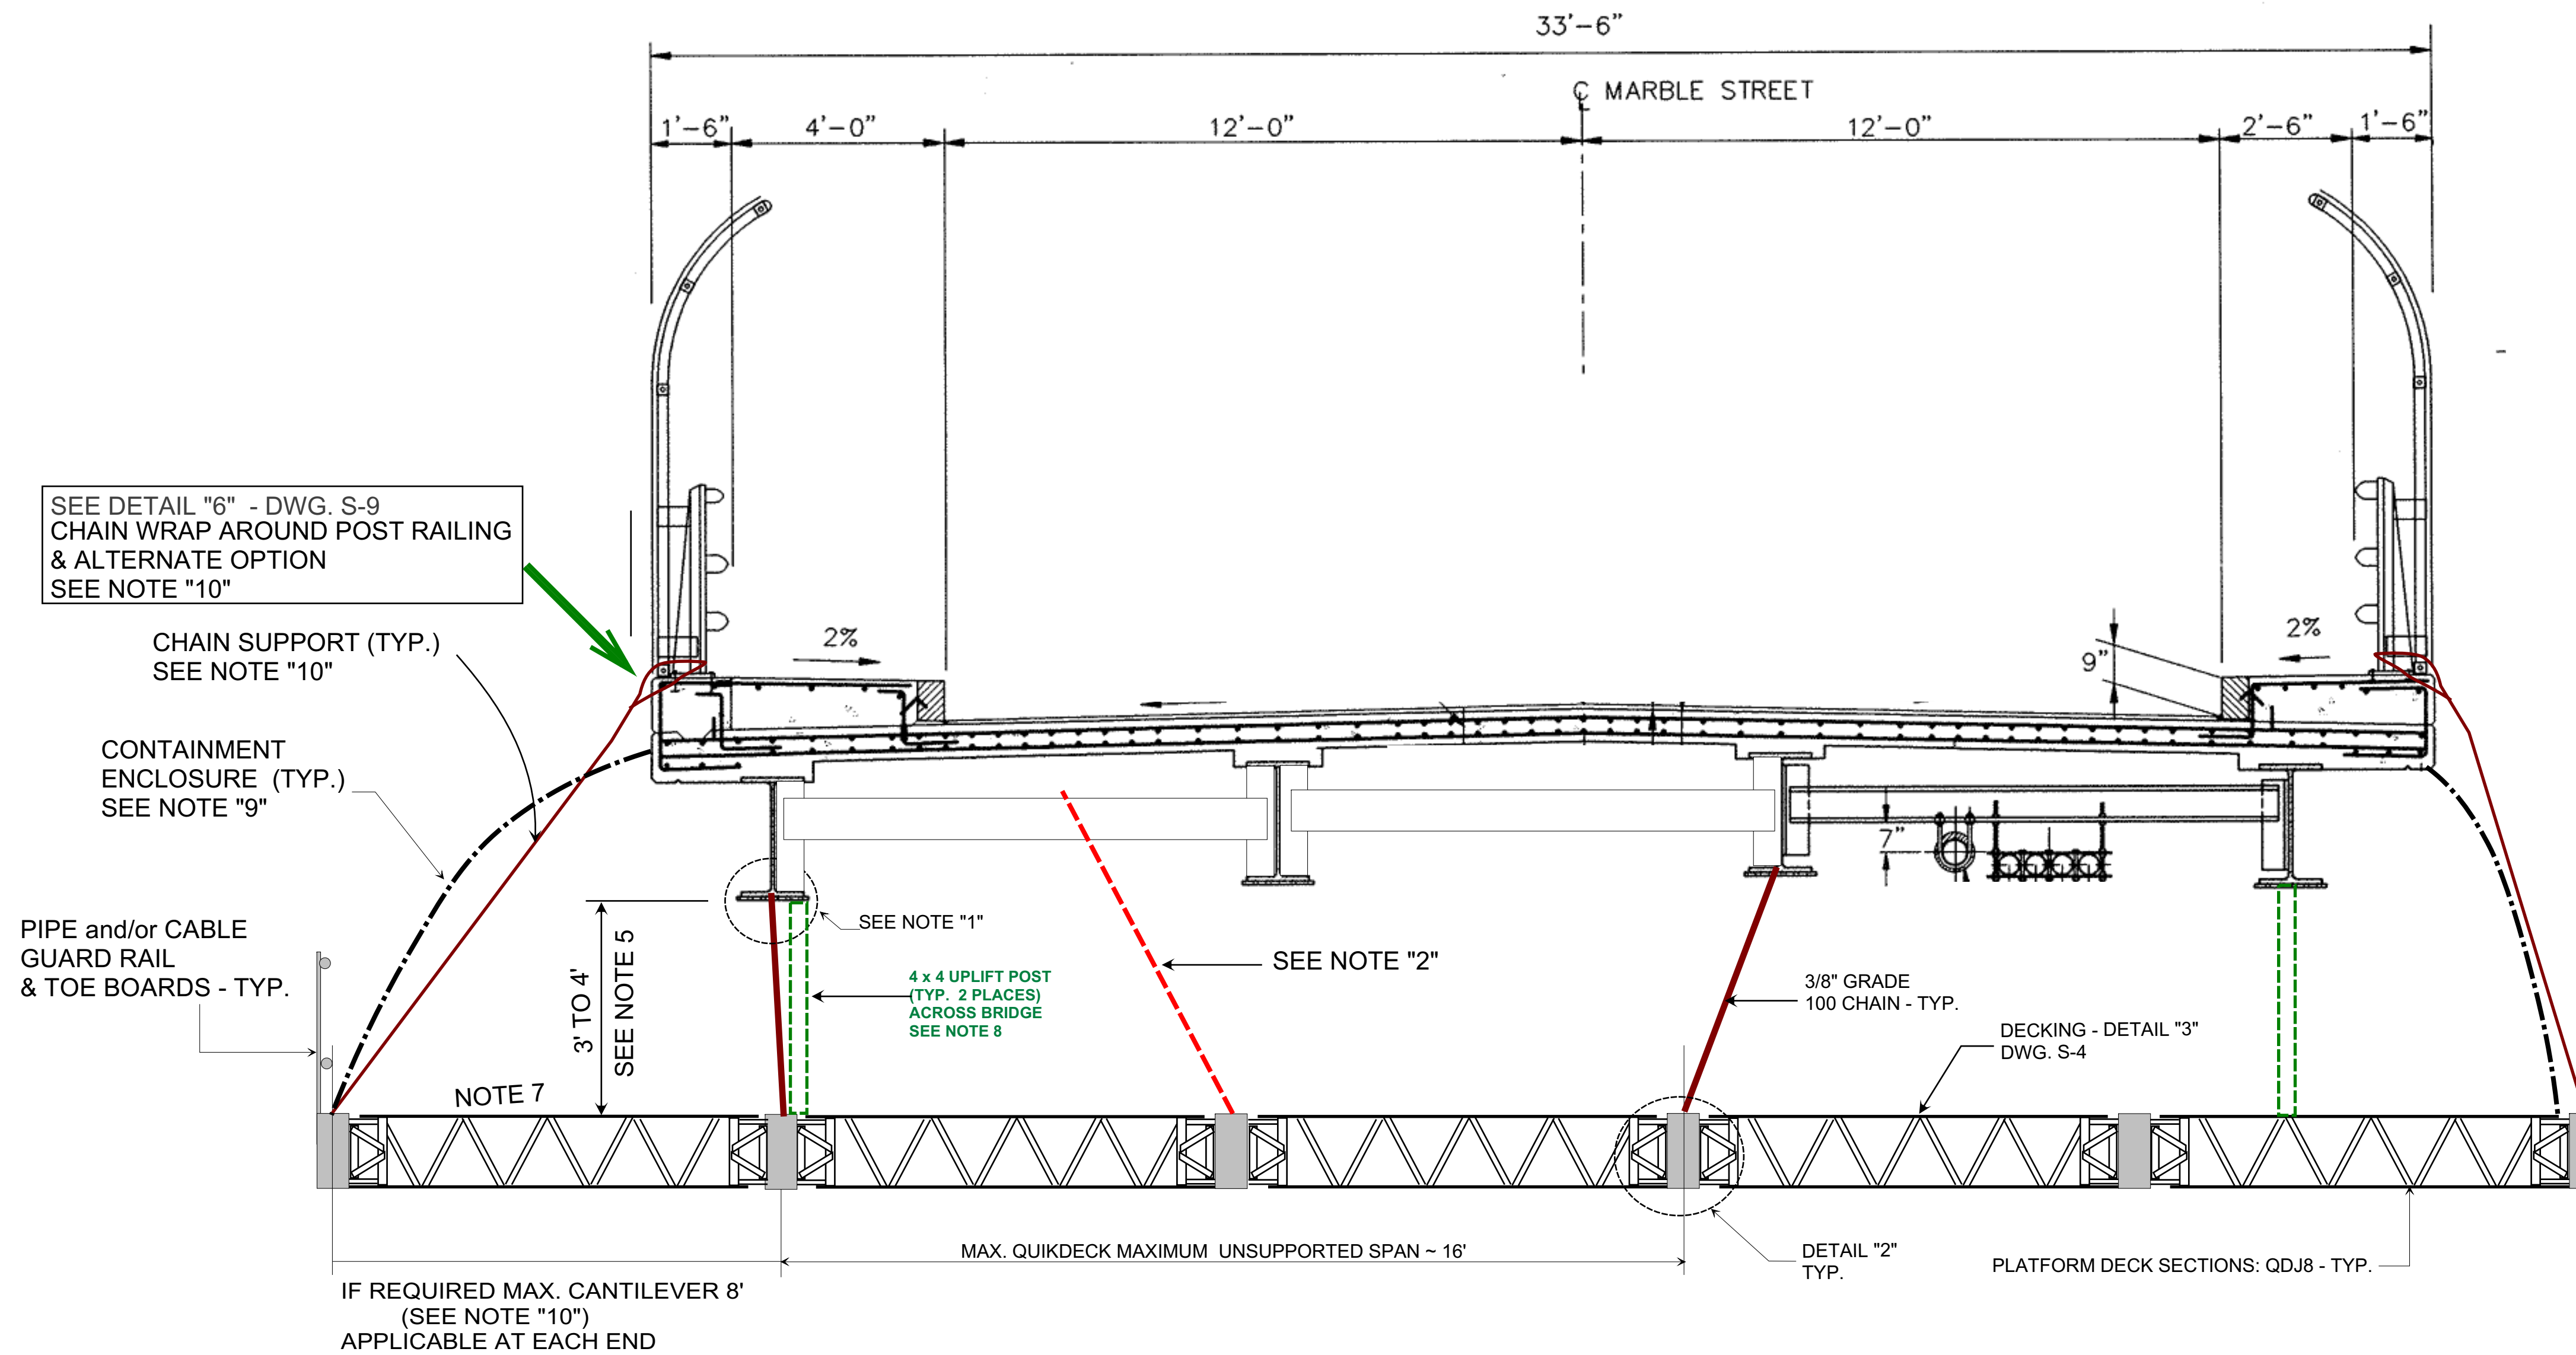 33'-6"
℄ MARBLE STREET
1'-6"
4'-0"
12'-0"
12'-0"
2'-6"
1'-6"
SEE DETAIL "6" - DWG. S-9
CHAIN WRAP AROUND POST RAILING
& ALTERNATE OPTION
SEE NOTE "10"
CHAIN SUPPORT (TYP.)
SEE NOTE "10"
2%
9"
2%
CONTAINMENT
ENCLOSURE (TYP.)
SEE NOTE "9"
7"
PIPE and/or CABLE
GUARD RAIL
& TOE BOARDS - TYP.
SEE NOTE "1"
3' TO 4'
SEE NOTE 5
4 x 4 UPLIFT POST
(TYP. 2 PLACES)
ACROSS BRIDGE
SEE NOTE 8
SEE NOTE "2"
3/8" GRADE
100 CHAIN - TYP.
DECKING - DETAIL "3"
DWG. S-4
NOTE 7
MAX. QUIKDECK MAXIMUM UNSUPPORTED SPAN ~ 16'
DETAIL "2"
TYP.
PLATFORM DECK SECTIONS: QDJ8 - TYP.
IF REQUIRED MAX. CANTILEVER 8'
(SEE NOTE "10")
APPLICABLE AT EACH END